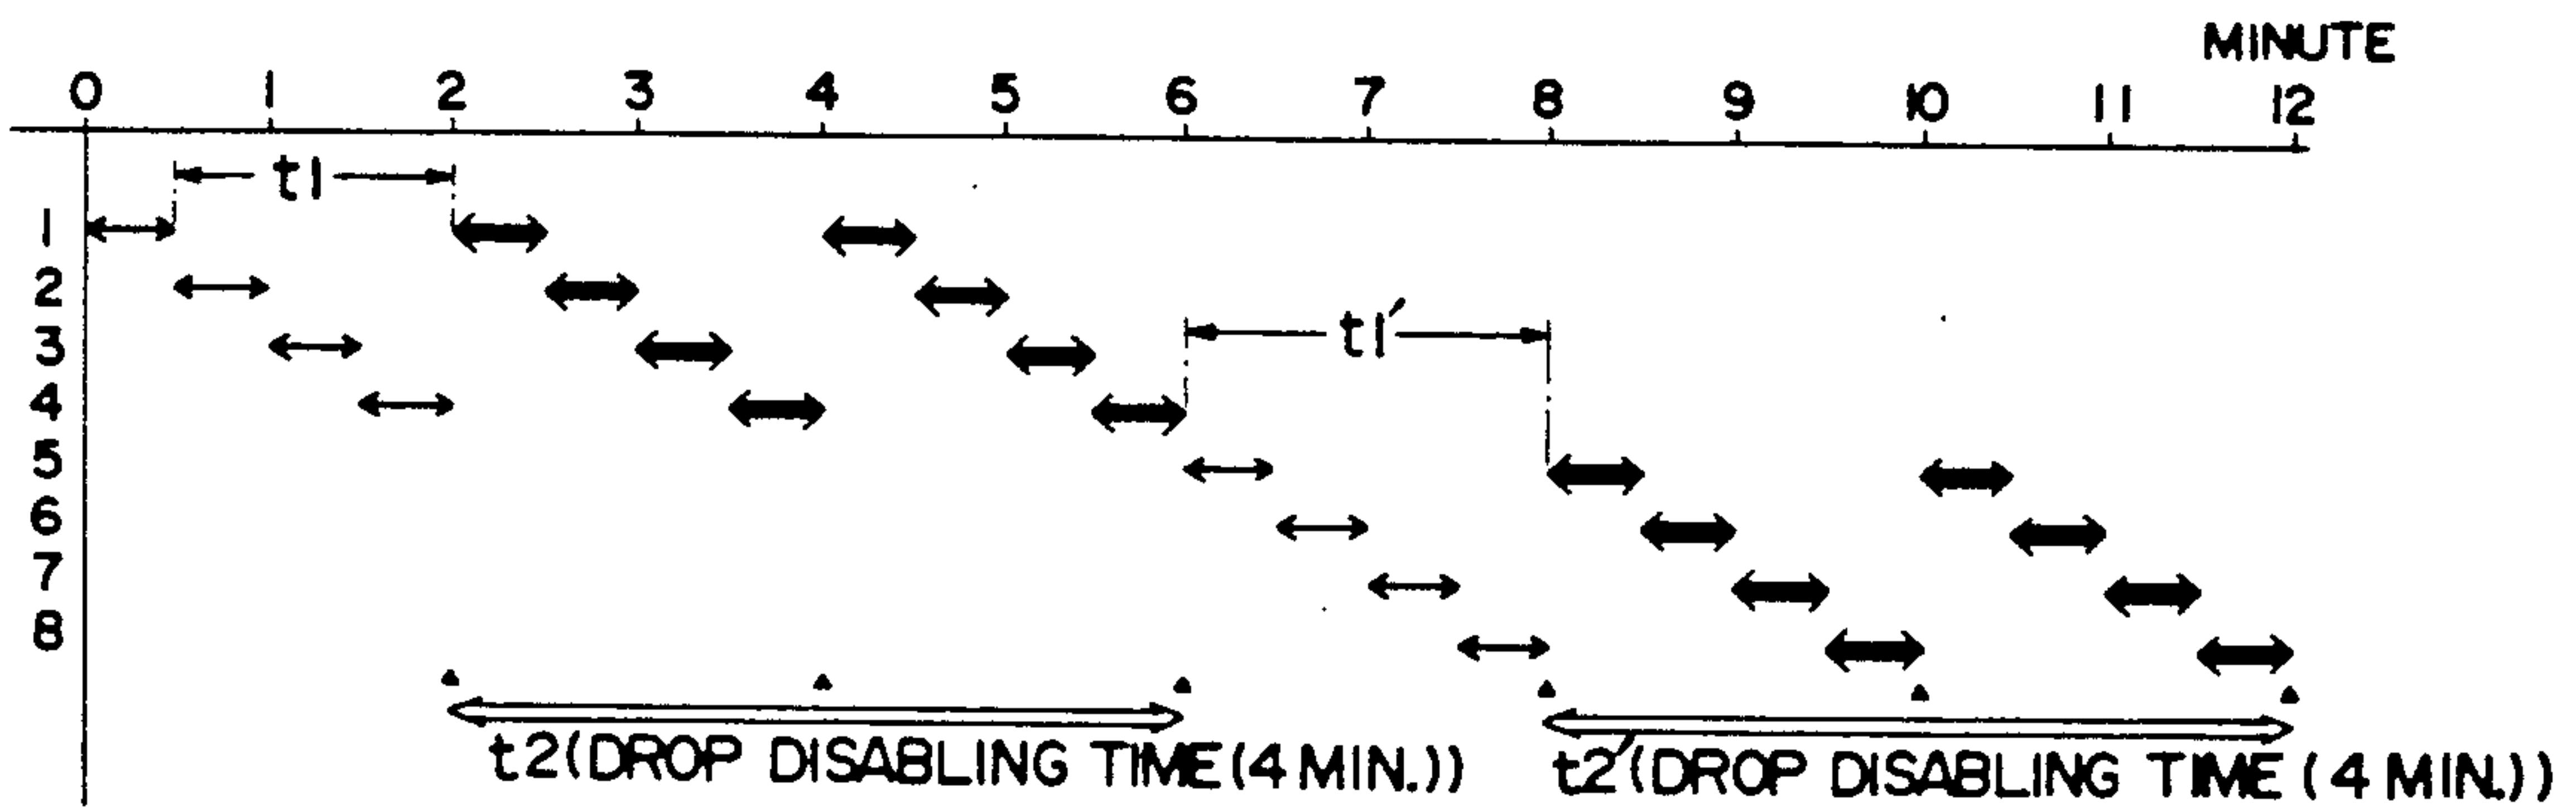 MINUTE
0 1 2 3 4 5 6 7 8 9 10 11 12
t1
1
2
t1′
3
4
5
6
7
8
t2(DROP DISABLING TIME(4 MIN.)) t2′(DROP DISABLING TIME (4 MIN.))